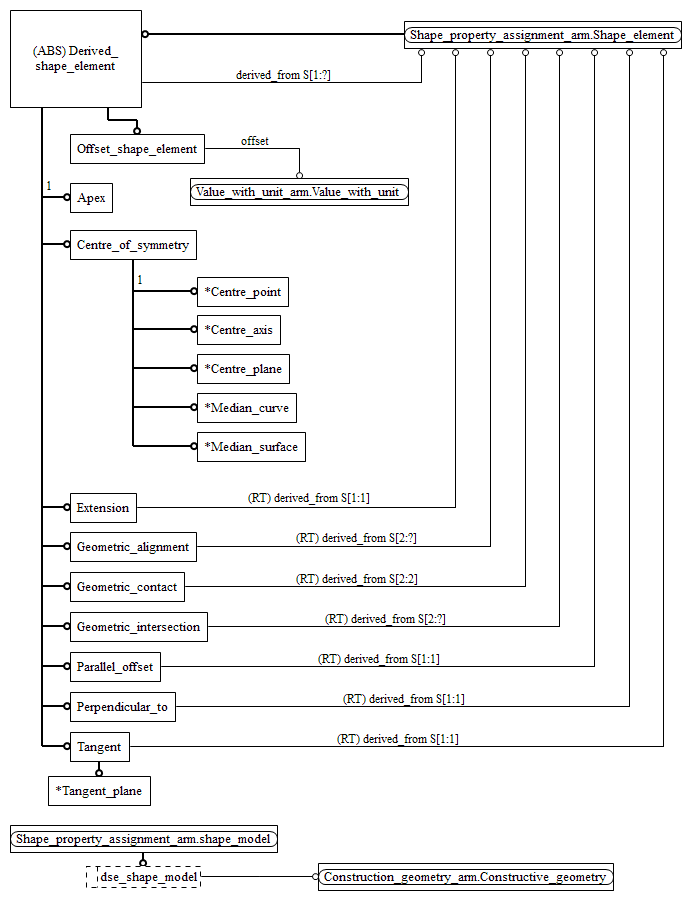 (ABS) Derived_
shape_element
Shape_property_assignment_arm.Shape_element
derived_from S[1:?]
Offset_shape_element
offset
Value_with_unit_arm.Value_with_unit
1
Apex
Centre_of_symmetry
1
*Centre_point
*Centre_axis
*Centre_plane
*Median_curve
*Median_surface
Extension
(RT) derived_from S[1:1]
Geometric_alignment
(RT) derived_from S[2:?]
Geometric_contact
(RT) derived_from S[2:2]
Geometric_intersection
(RT) derived_from S[2:?]
Parallel_offset
(RT) derived_from S[1:1]
Perpendicular_to
(RT) derived_from S[1:1]
Tangent
(RT) derived_from S[1:1]
*Tangent_plane
Shape_property_assignment_arm.shape_model
dse_shape_model
Construction_geometry_arm.Constructive_geometry